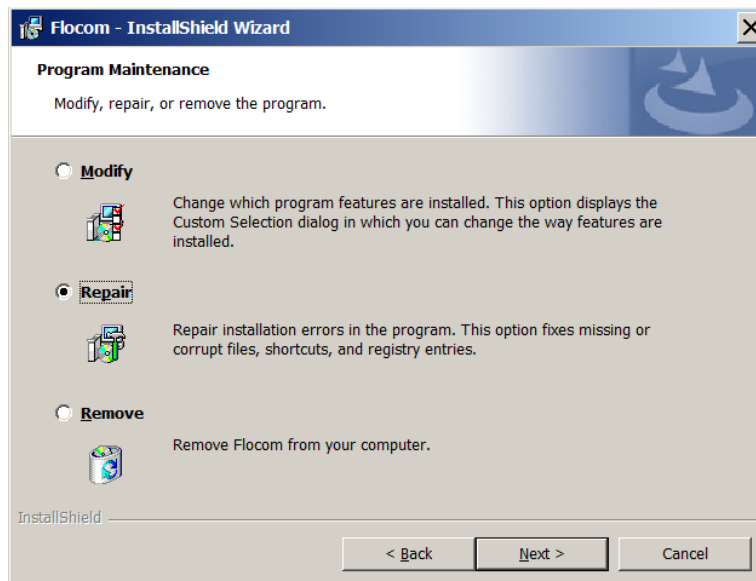 Flocom - InstallShield Wizard
Program Maintenance
Modify, repair, or remove the program.
Modify
Change which program features are installed. This option displays the
Custom Selection dialog in which you can change the way features are
installed.
Repair
Repair installation errors in the program. This option fixes missing or
corrupt files, shortcuts, and registry entries.
Remove
Remove Flocom from your computer.
InstallShield
< Back
Next >
Cancel